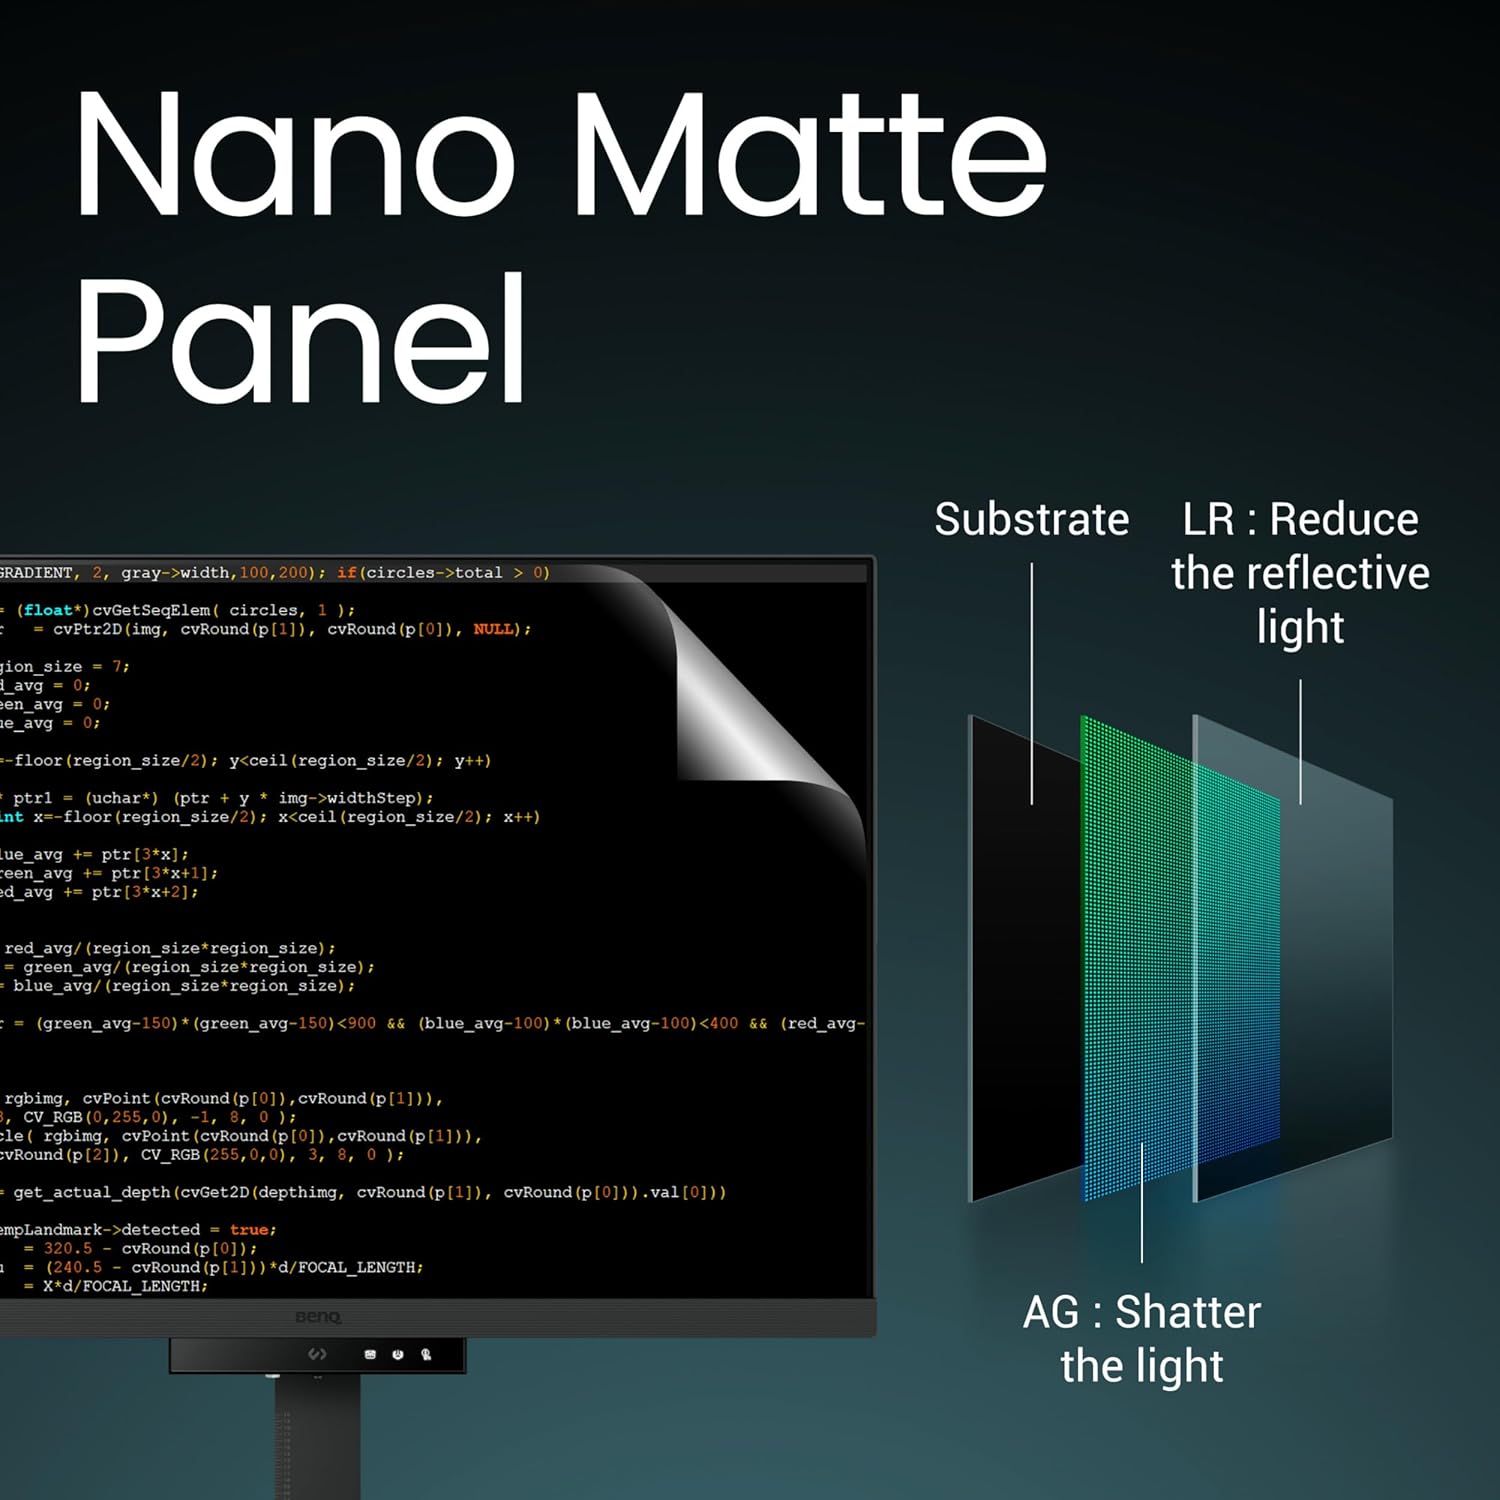 Nano Matte
Panel
Substrate
LR : Reduce
the reflective
light
GRADIENT, 2, gray->width,100,200); if(circles->total > 0)
= (float*)cvGetSeqElem( circles, 1 );
= cvPtr2D(img, cvRound(p[1]), cvRound(p[0]), NULL);
gion_size = 7;
d_avg = 0;
een_avg = 0;
ue_avg = 0;
=-floor(region_size/2); y<ceil(region_size/2); y++)
* ptr1 = (uchar*) (ptr + y * img->widthStep);
int x=-floor(region_size/2); x<ceil(region_size/2); x++)
lue_avg += ptr[3*x];
reen_avg += ptr[3*x+1];
ed_avg += ptr[3*x+2];
red_avg/(region_size*region_size);
= green_avg/(region_size*region_size);
= blue_avg/(region_size*region_size);
r = (green_avg-150)*(green_avg-150)<900 && (blue_avg-100)*(blue_avg-100)<400 && (red_avg-
rgbimg, cvPoint(cvRound(p[0]),cvRound(p[1])),
3, CV_RGB(0,255,0), -1, 8, 0 );
cle( rgbimg, cvPoint(cvRound(p[0]),cvRound(p[1])),
cvRound(p[2]), CV_RGB(255,0,0), 3, 8, 0 );
= get_actual_depth(cvGet2D(depthimg, cvRound(p[1]), cvRound(p[0])).val[0]))
empLandmark->detected = true;
= 320.5 - cvRound(p[0]);
= (240.5 - cvRound(p[1]))*d/FOCAL_LENGTH;
= X*d/FOCAL_LENGTH;
BenQ
AG : Shatter
the light